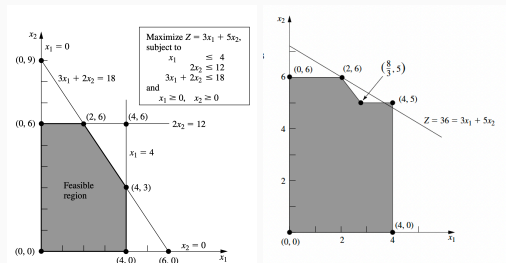 x₂
x₁ = 0
Maximize Z = 3x₁ + 5x₂,
subject to
x₁ ≤ 4
2x₂ ≤ 12
3x₁ + 2x₂ ≤ 18
and
x₁ ≥ 0, x₂ ≥ 0
(0, 9)
3x₁ + 2x₂ = 18
(0, 6)
(2, 6)
(4, 6)
2x₂ = 12
x₁ = 4
Feasible
region
(4, 3)
x₂ = 0
(0, 0)
(4, 0)
(6, 0)
x₁
x₂
6
(0, 6)
(2, 6)
(8/3, 5)
(4, 5)
Z = 36 = 3x₁ + 5x₂
4
2
(4, 0)
(0, 0)
2
4
x₁